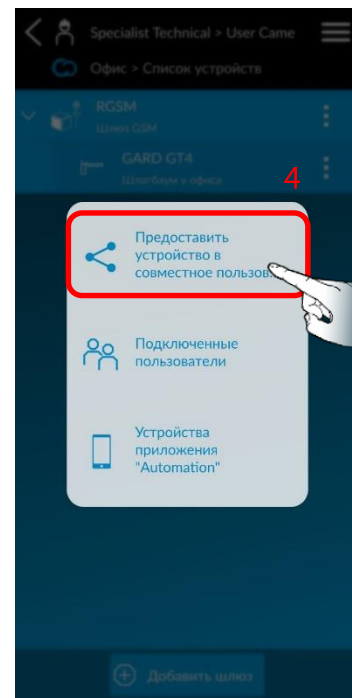 Specialist Technical > User Came
Офис > Список устройств
RGSM
Шлюз GSM
GARD GT4
Шлагбаум у офиса
4
Предоставить
устройство в
совместное пользов...
Подключенные
пользователи
Устройства
приложения
"Automation"
Добавить шлюз